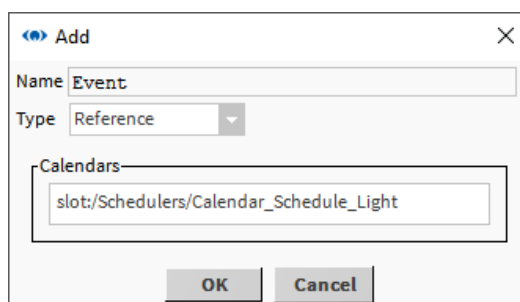 Add
Name Event
Type Reference
Calendars
slot:/Schedulers/Calendar_Schedule_Light
OK Cancel